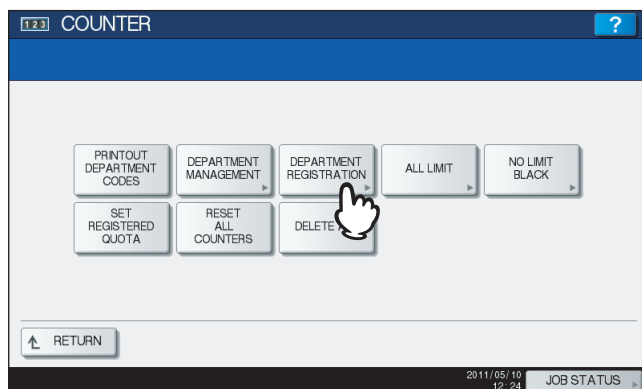 123 COUNTER ?
PRINTOUT
DEPARTMENT
CODES
DEPARTMENT
MANAGEMENT
DEPARTMENT
REGISTRATION
ALL LIMIT
NO LIMIT
BLACK
SET
REGISTERED
QUOTA
RESET
ALL
COUNTERS
DELETE
RETURN
2011/05/10
12:24
JOB STATUS